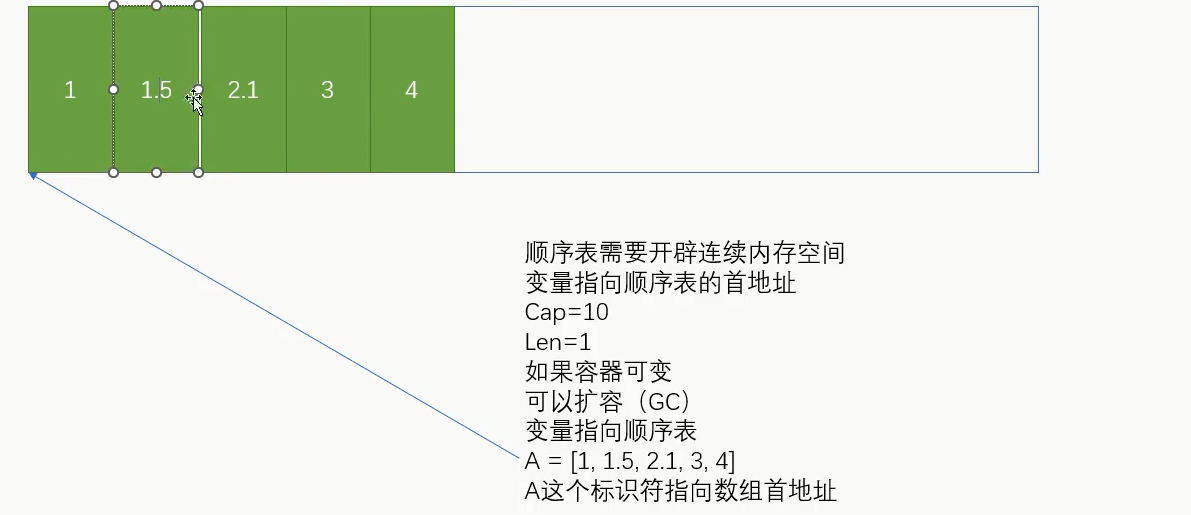 1 1.5 2.1 3 4
顺序表需要开辟连续内存空间
变量指向顺序表的首地址
Cap=10
Len=1
如果容器可变
可以扩容（GC）
变量指向顺序表
A = [1, 1.5, 2.1, 3, 4]
A这个标识符指向数组首地址